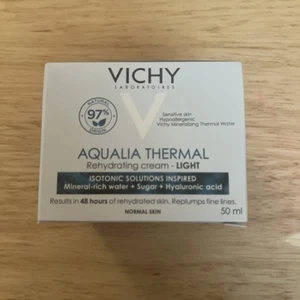 VICHY
LABORATOIRES
NATURAL
97%
ORIGIN
Sensitive skin
Hypoallergenic
Vichy Mineralizing Thermal Water
AQUALIA THERMAL
Rehydrating cream - LIGHT
ISOTONIC SOLUTIONS INSPIRED
Mineral-rich water + Sugar + Hyaluronic acid
Results in 48 hours of rehydrated skin. Replumps fine lines.
NORMAL SKIN
50 ml